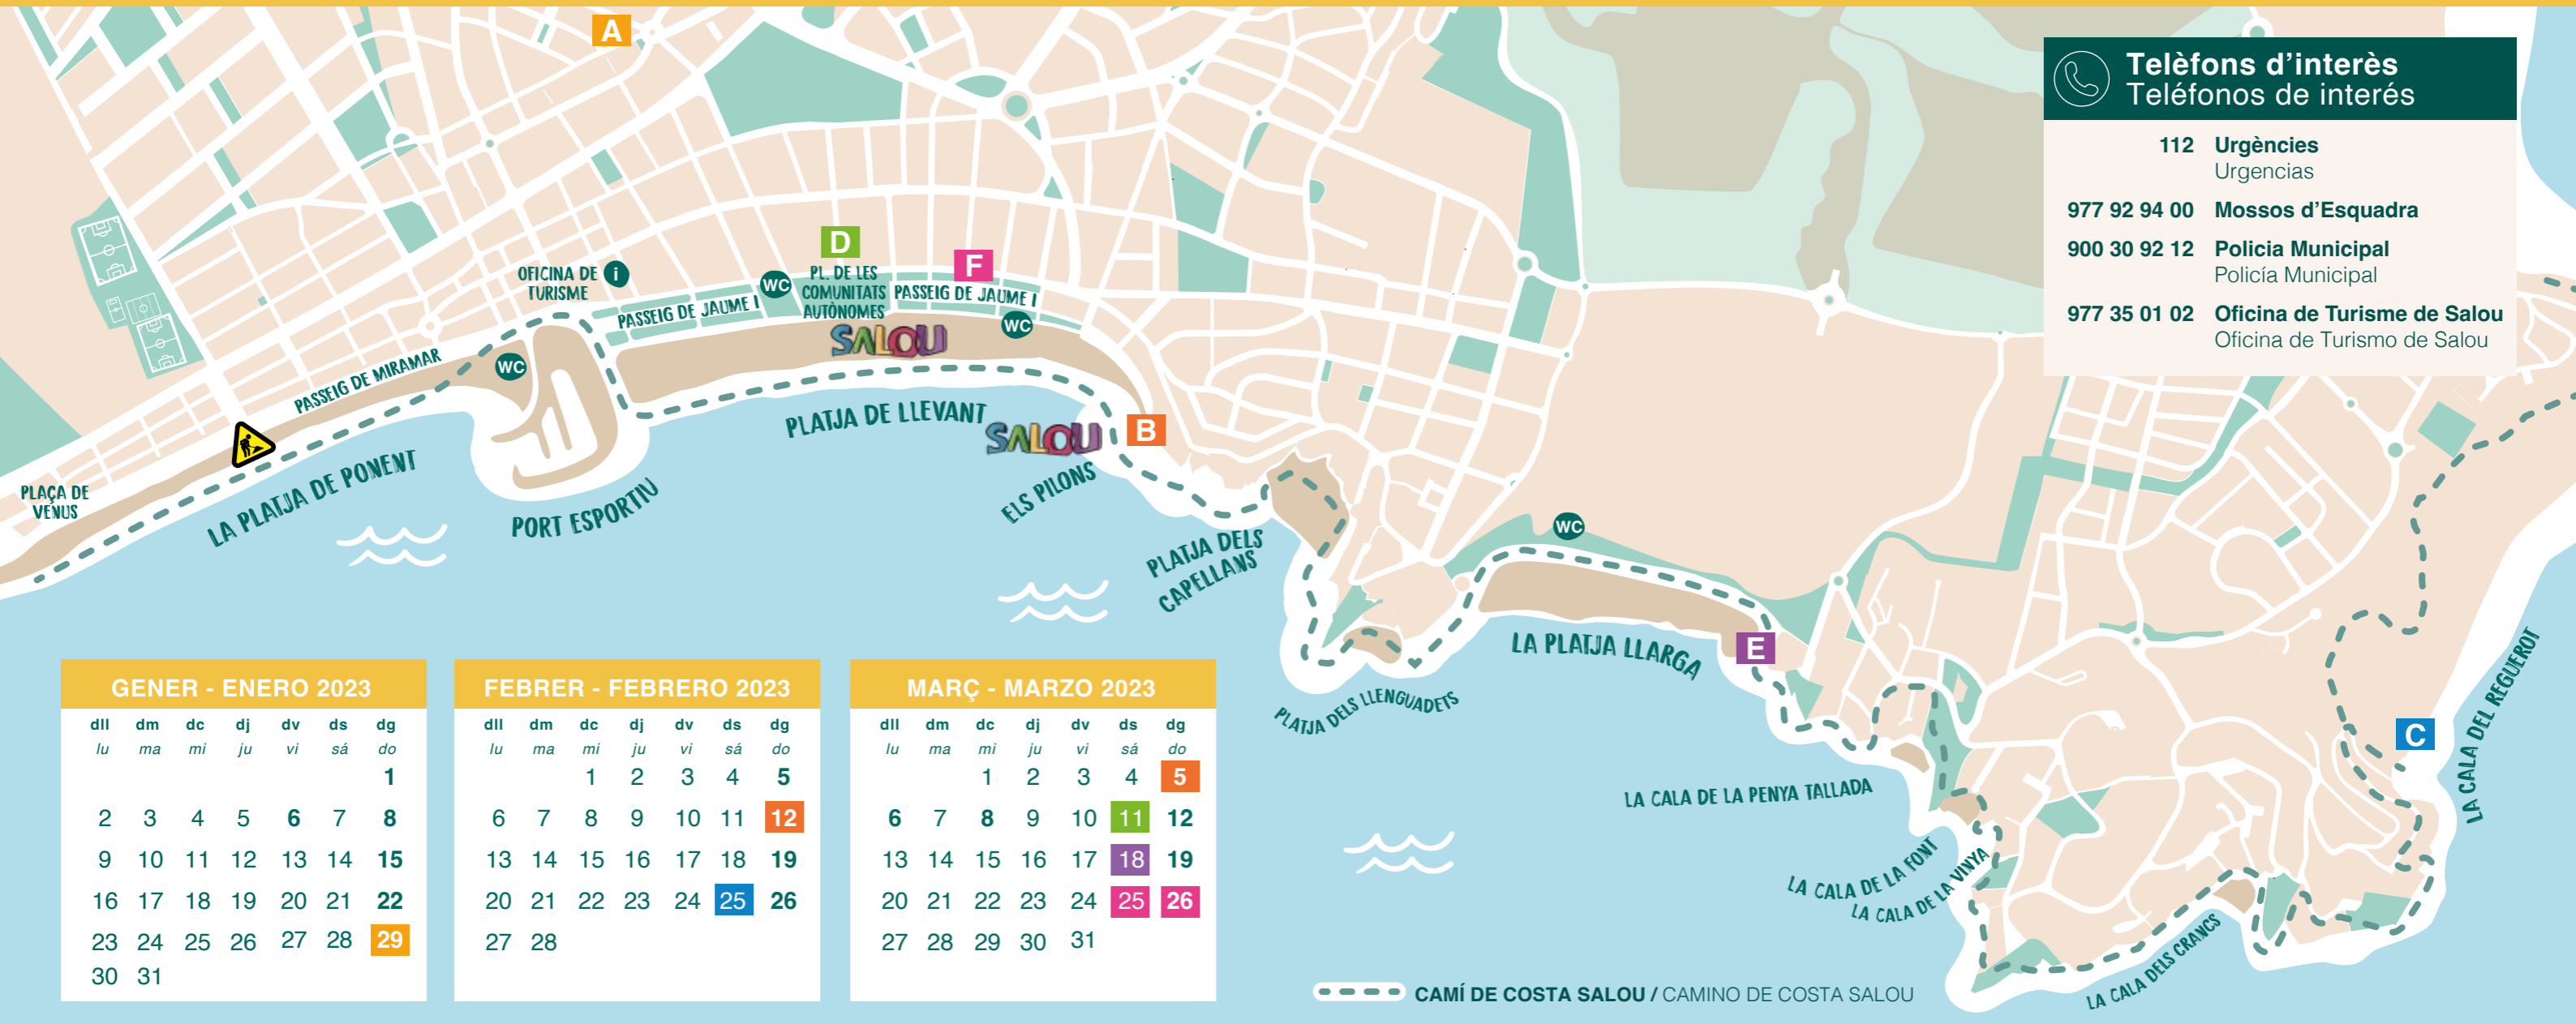 A
Telèfons d'interès
Teléfonos de interés
112 Urgències
Urgencias
977 92 94 00 Mossos d'Esquadra
900 30 92 12 Policia Municipal
Policía Municipal
977 35 01 02 Oficina de Turisme de Salou
Oficina de Turismo de Salou
D
F
OFICINA DE
TURISME
i
WC
PL. DE LES
COMUNITATS
AUTÒNOMES
PASSEIG DE JAUME I
PASSEIG DE JAUME I
SALOU
WC
PASSEIG DE MIRAMAR
WC
PLATJA DE LLEVANT
SALOU
B
ELS PILONS
PLAÇA DE
VENUS
LA PLATJA DE PONENT
PORT ESPORTIU
PLATJA DELS
CAPELLANS
WC
LA PLATJA LLARGA
E
PLATJA DELS LLENGUADETS
C
LA CALA DEL REGUEROT
LA CALA DE LA PENYA TALLADA
LA CALA DE LA FONT
LA CALA DE LA VINYA
LA CALA DELS CRANCS
GENER - ENERO 2023
dll dm dc dj dv ds dg
lu ma mi ju vi sá do
1
2 3 4 5 6 7 8
9 10 11 12 13 14 15
16 17 18 19 20 21 22
23 24 25 26 27 28 29
30 31
FEBRER - FEBRERO 2023
dll dm dc dj dv ds dg
lu ma mi ju vi sá do
1 2 3 4 5
6 7 8 9 10 11 12
13 14 15 16 17 18 19
20 21 22 23 24 25 26
27 28
MARÇ - MARZO 2023
dll dm dc dj dv ds dg
lu ma mi ju vi sá do
1 2 3 4 5
6 7 8 9 10 11 12
13 14 15 16 17 18 19
20 21 22 23 24 25 26
27 28 29 30 31
CAMÍ DE COSTA SALOU / CAMINO DE COSTA SALOU